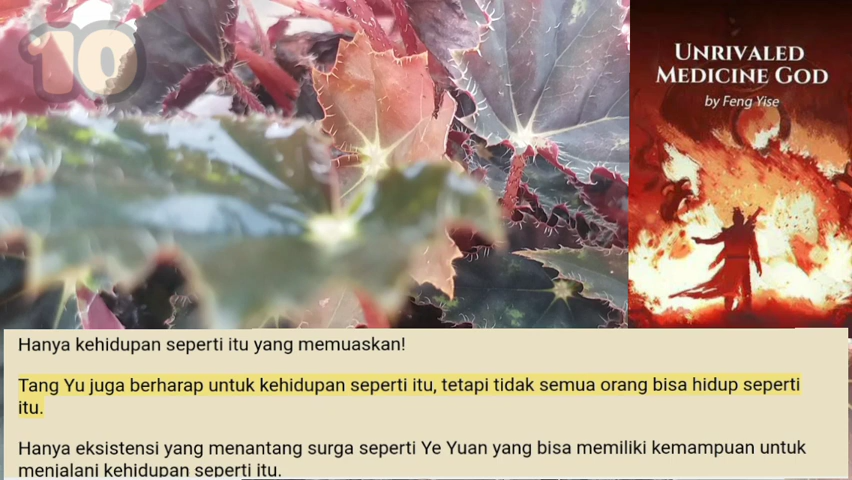 10
UNRIVALED
MEDICINE GOD
by Feng Yise
Hanya kehidupan seperti itu yang memuaskan!
Tang Yu juga berharap untuk kehidupan seperti itu, tetapi tidak semua orang bisa hidup seperti
itu.
Hanya eksistensi yang menantang surga seperti Ye Yuan yang bisa memiliki kemampuan untuk
menjalani kehidupan seperti itu.